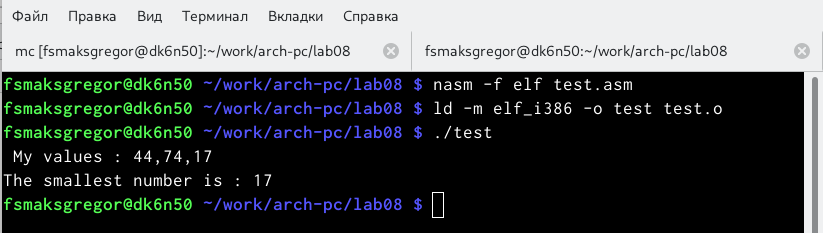 Файл Правка Вид Терминал Вкладки Справка
mc [fsmaksgregor@dk6n50]:~/work/arch-pc/lab08 fsmaksgregor@dk6n50:~/work/arch-pc/lab08
fsmaksgregor@dk6n50 ~/work/arch-pc/lab08 $ nasm -f elf test.asm
fsmaksgregor@dk6n50 ~/work/arch-pc/lab08 $ ld -m elf_i386 -o test test.o
fsmaksgregor@dk6n50 ~/work/arch-pc/lab08 $ ./test
My values : 44,74,17
The smallest number is : 17
fsmaksgregor@dk6n50 ~/work/arch-pc/lab08 $